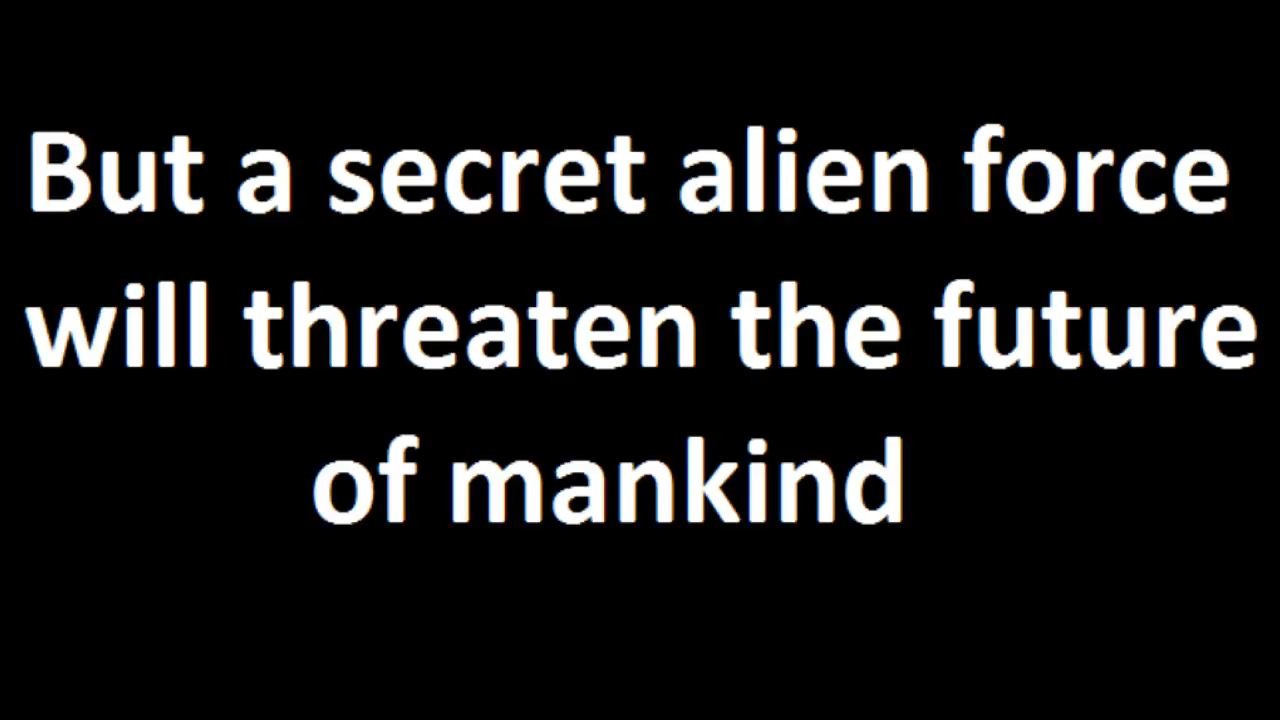 But a secret alien force
will threaten the future
of mankind